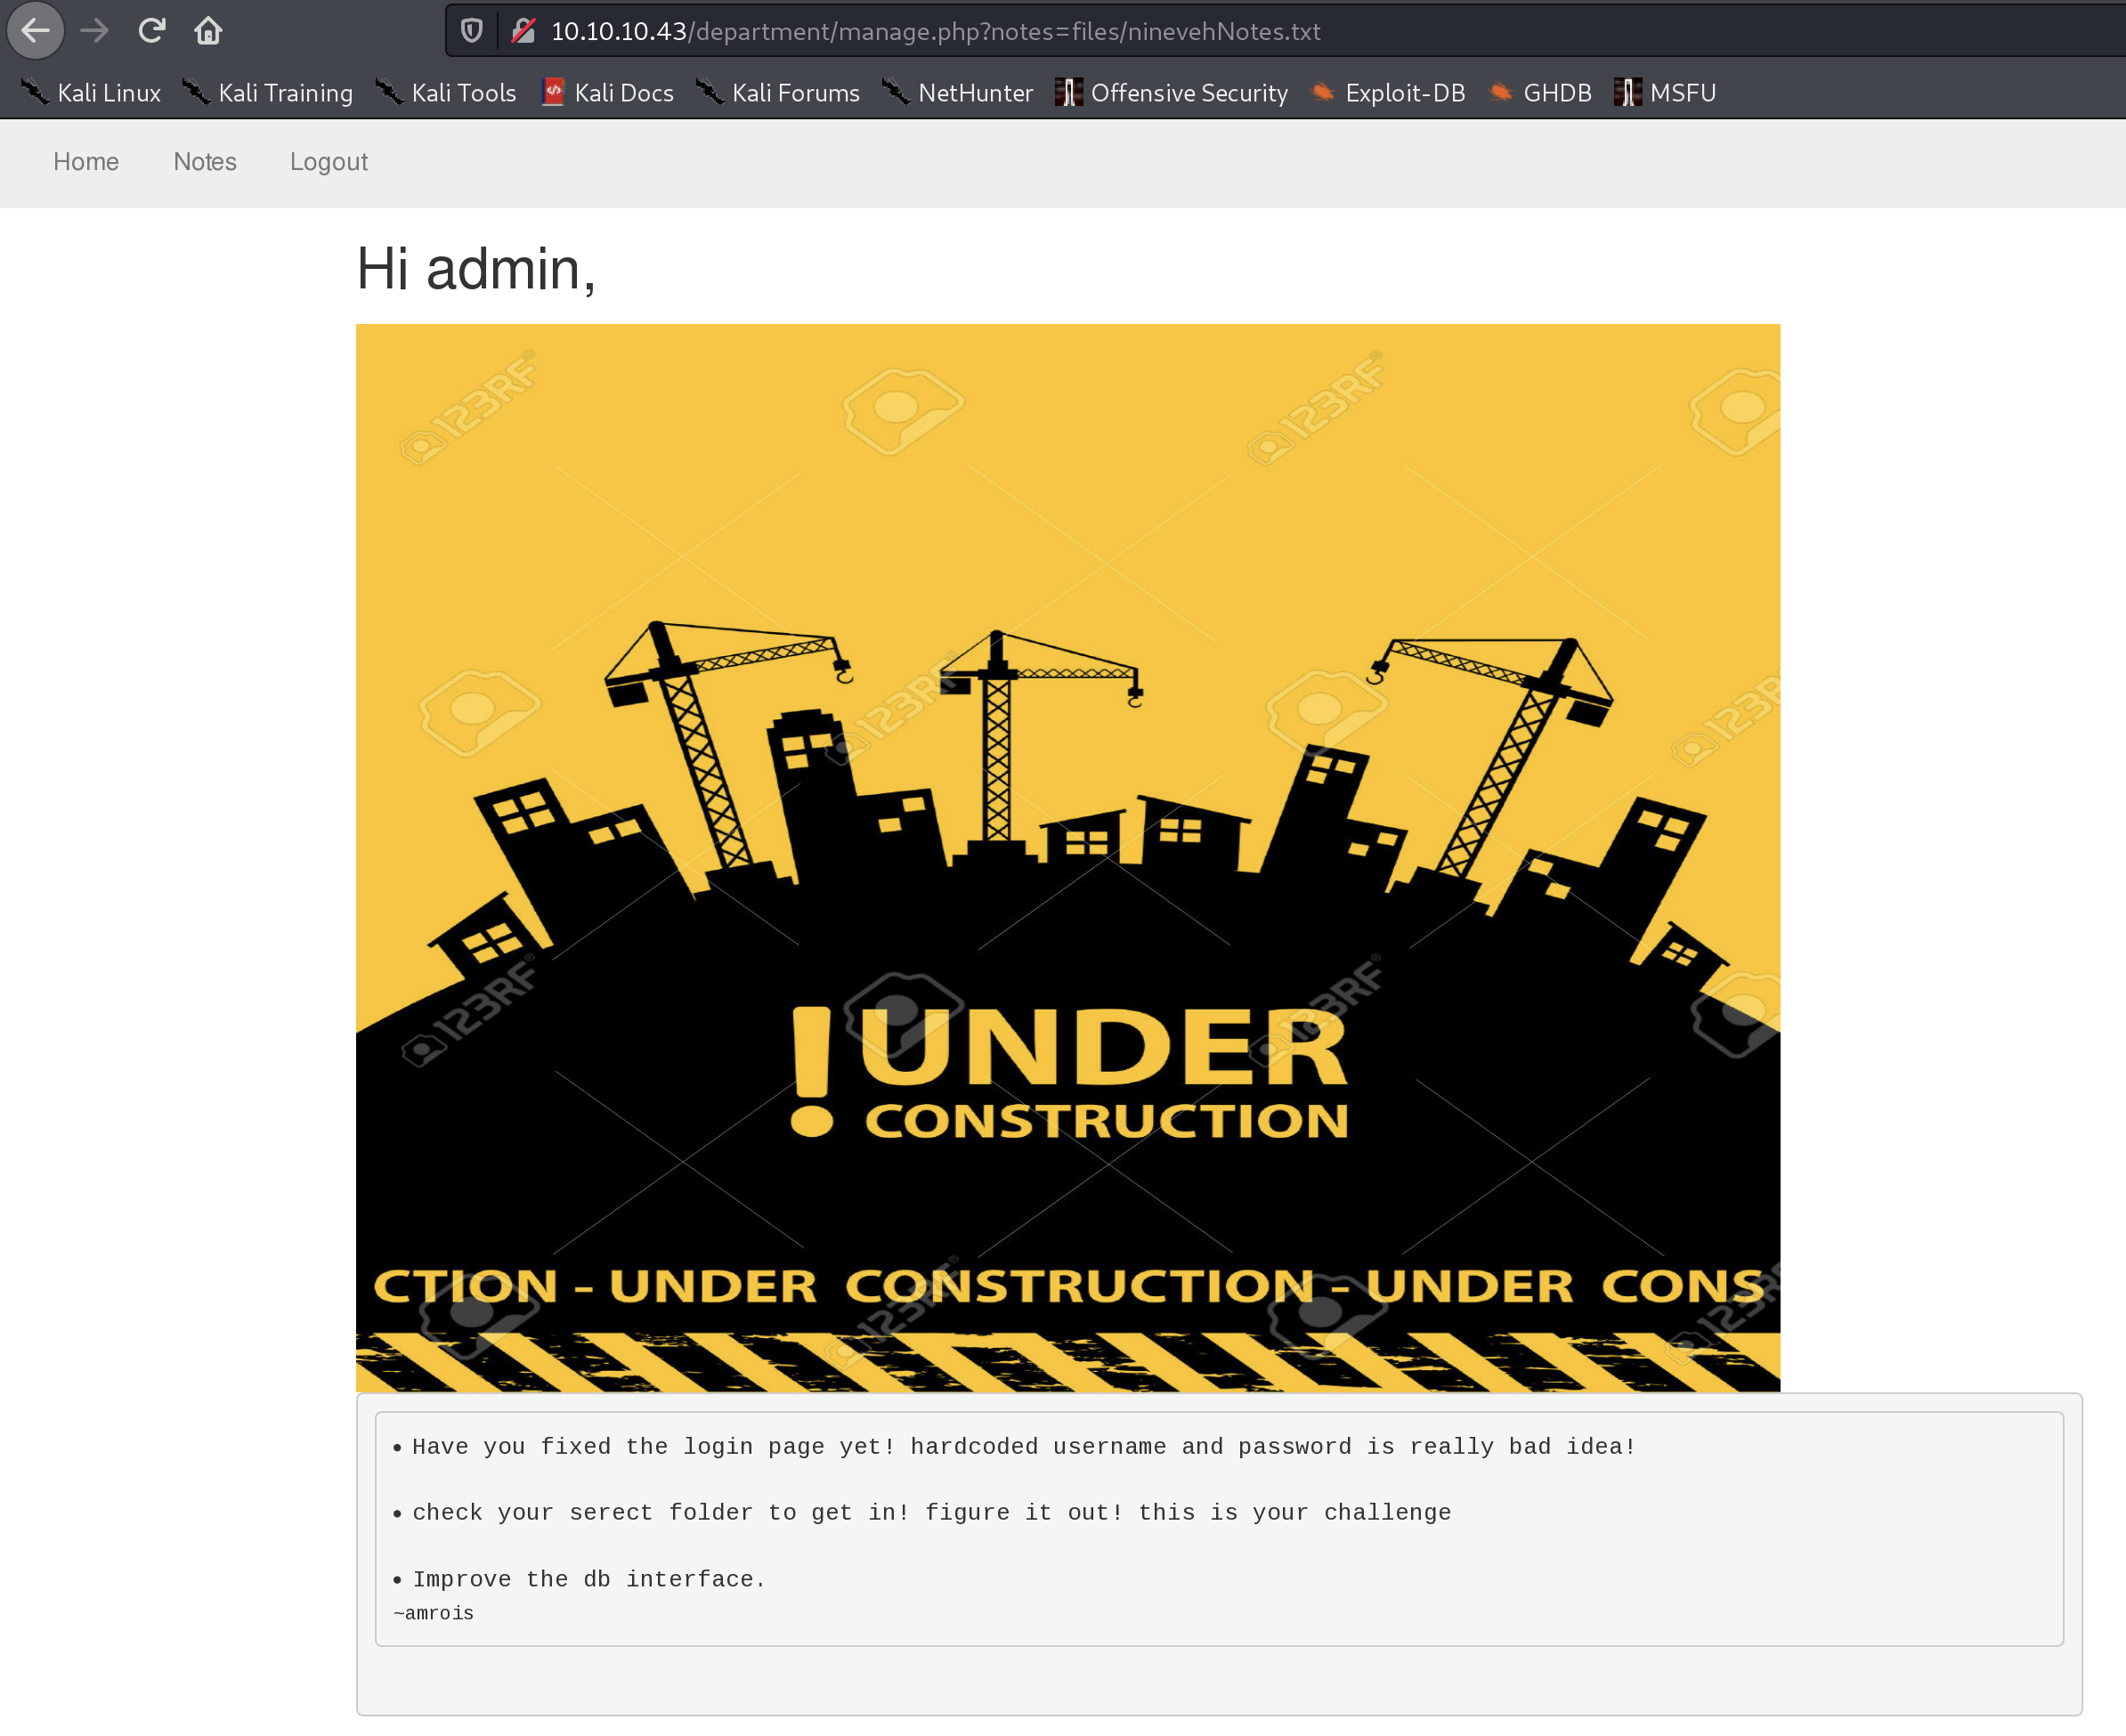 10.10.10.43/department/manage.php?notes=files/ninevehNotes.txt
Kali Linux Kali Training Kali Tools Kali Docs Kali Forums NetHunter Offensive Security Exploit-DB GHDB MSFU
Home Notes Logout
Hi admin,
123RF 123RF
123RF 123RF
123RF 123RF
! UNDER
CONSTRUCTION
CTION - UNDER CONSTRUCTION - UNDER CONS
123RF 123RF
• Have you fixed the login page yet! hardcoded username and password is really bad idea!
• check your serect folder to get in! figure it out! this is your challenge
• Improve the db interface.
~amrois